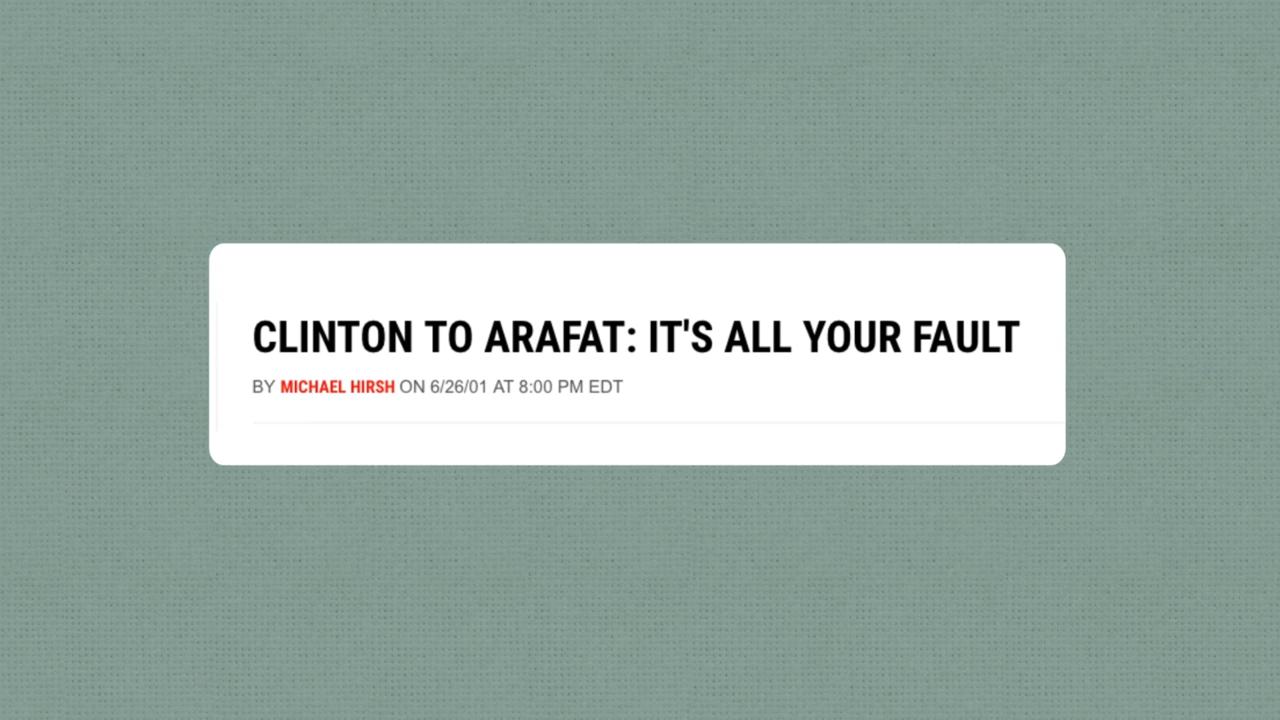 CLINTON TO ARAFAT: IT'S ALL YOUR FAULT
BY MICHAEL HIRSH ON 6/26/01 AT 8:00 PM EDT